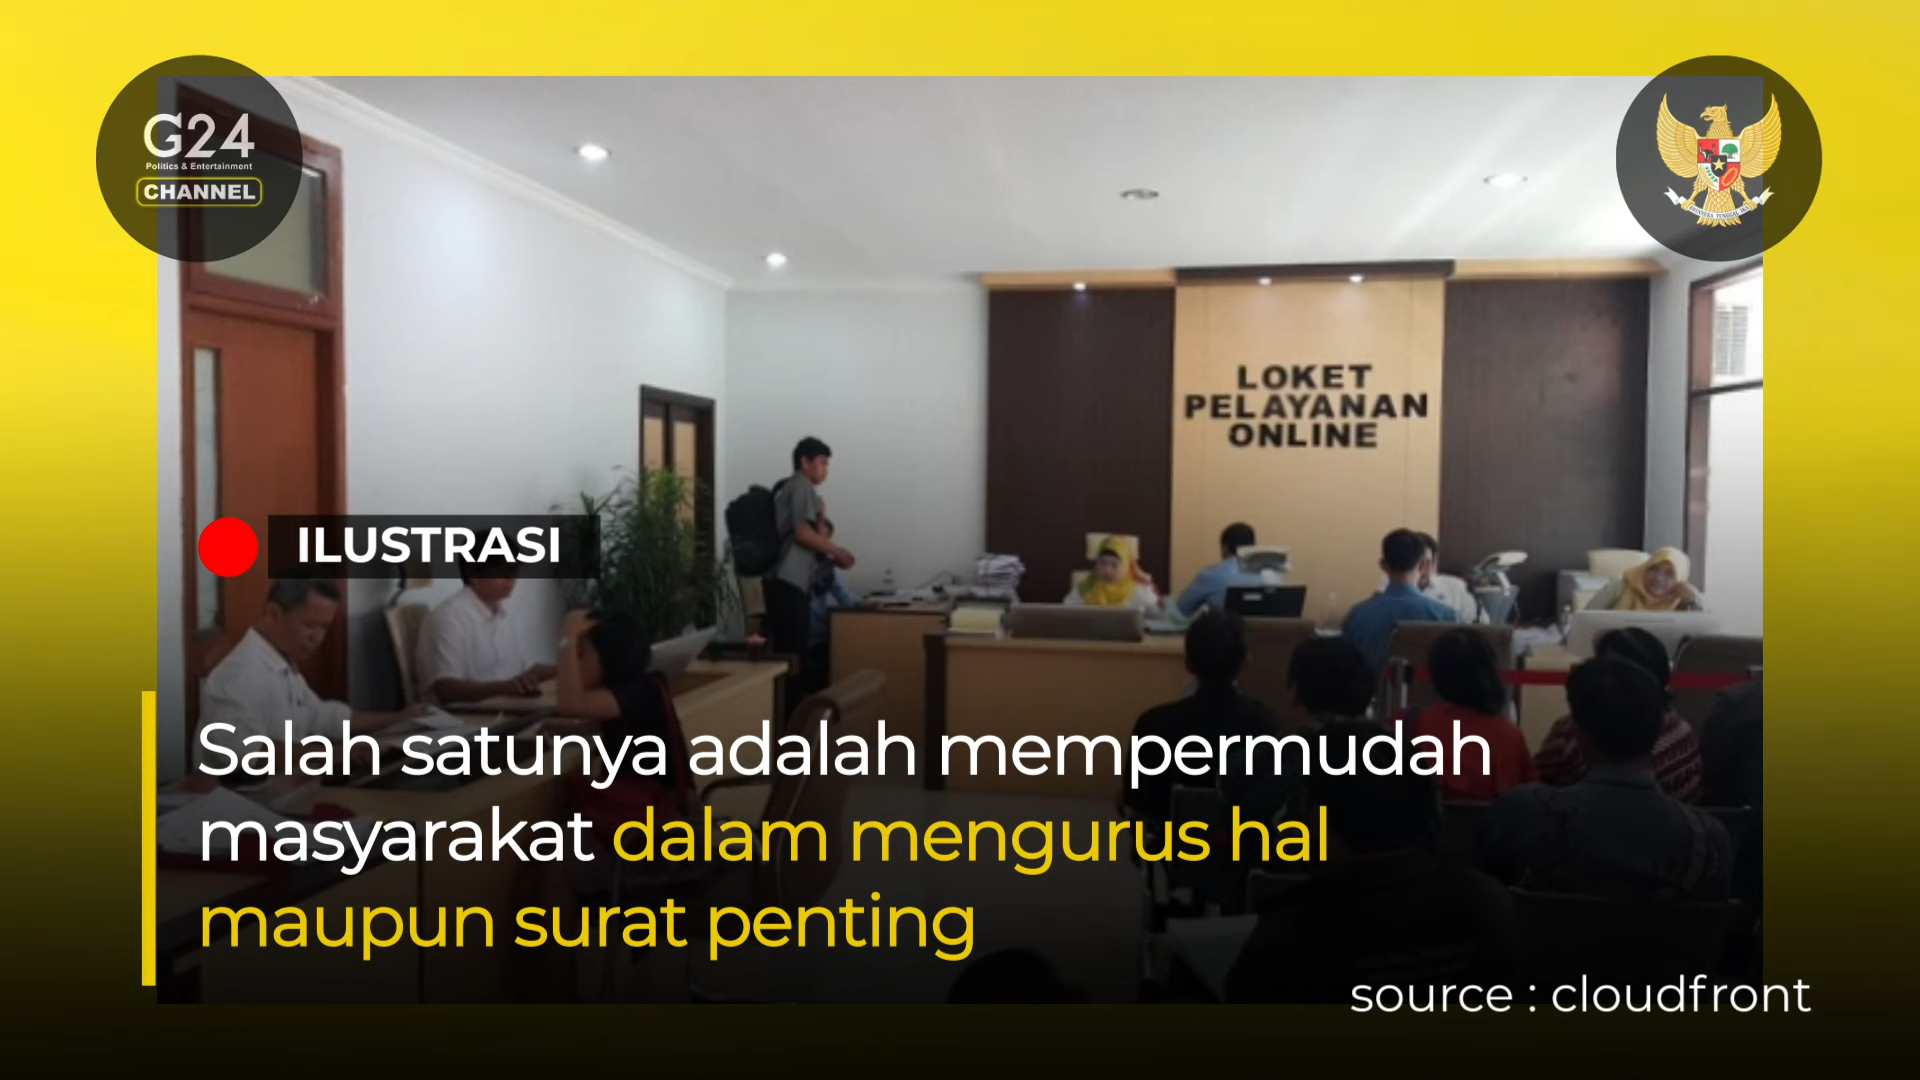 G24
Politics & Entertainment
CHANNEL
LOKET
PELAYANAN
ONLINE
ILUSTRASI
Salah satunya adalah mempermudah
masyarakat dalam mengurus hal
maupun surat penting
source : cloudfront